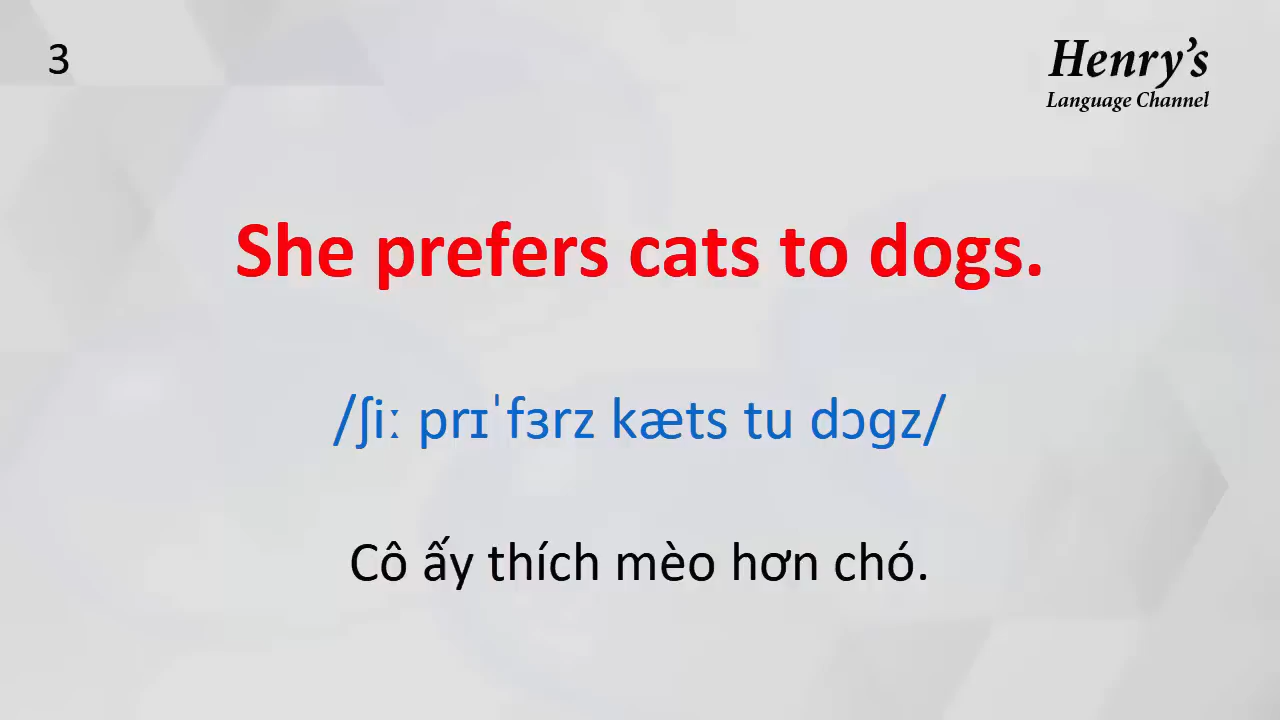 3
Henry's
Language Channel
She prefers cats to dogs.
/ʃiː prɪˈfɜrz kæts tu dɔgz/
Cô ấy thích mèo hơn chó.